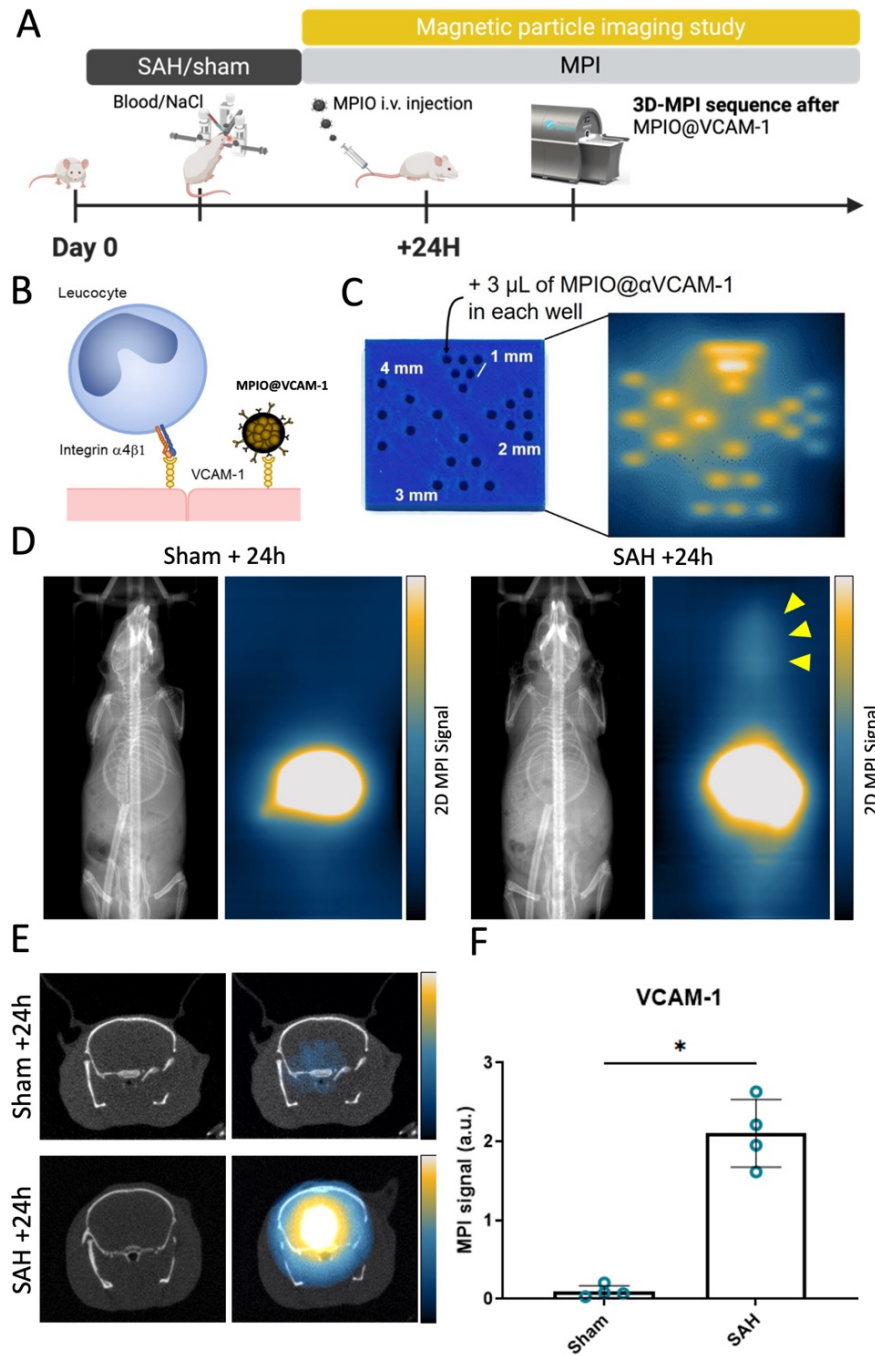 A
Magnetic particle imaging study
SAH/sham
MPI
Blood/NaCl
MPIO i.v. injection
3D-MPI sequence after
MPIO@VCAM-1
Day 0
+24H
B
Leucocyte
MPIO@VCAM-1
Integrin α4β1
VCAM-1
C
+ 3 µL of MPIO@αVCAM-1
in each well
4 mm
1 mm
2 mm
3 mm
D
Sham + 24h
SAH +24h
2D MPI Signal
2D MPI Signal
E
Sham +24h
SAH +24h
F
VCAM-1
*
MPI signal (a.u.)
3
2
1
0
Sham
SAH